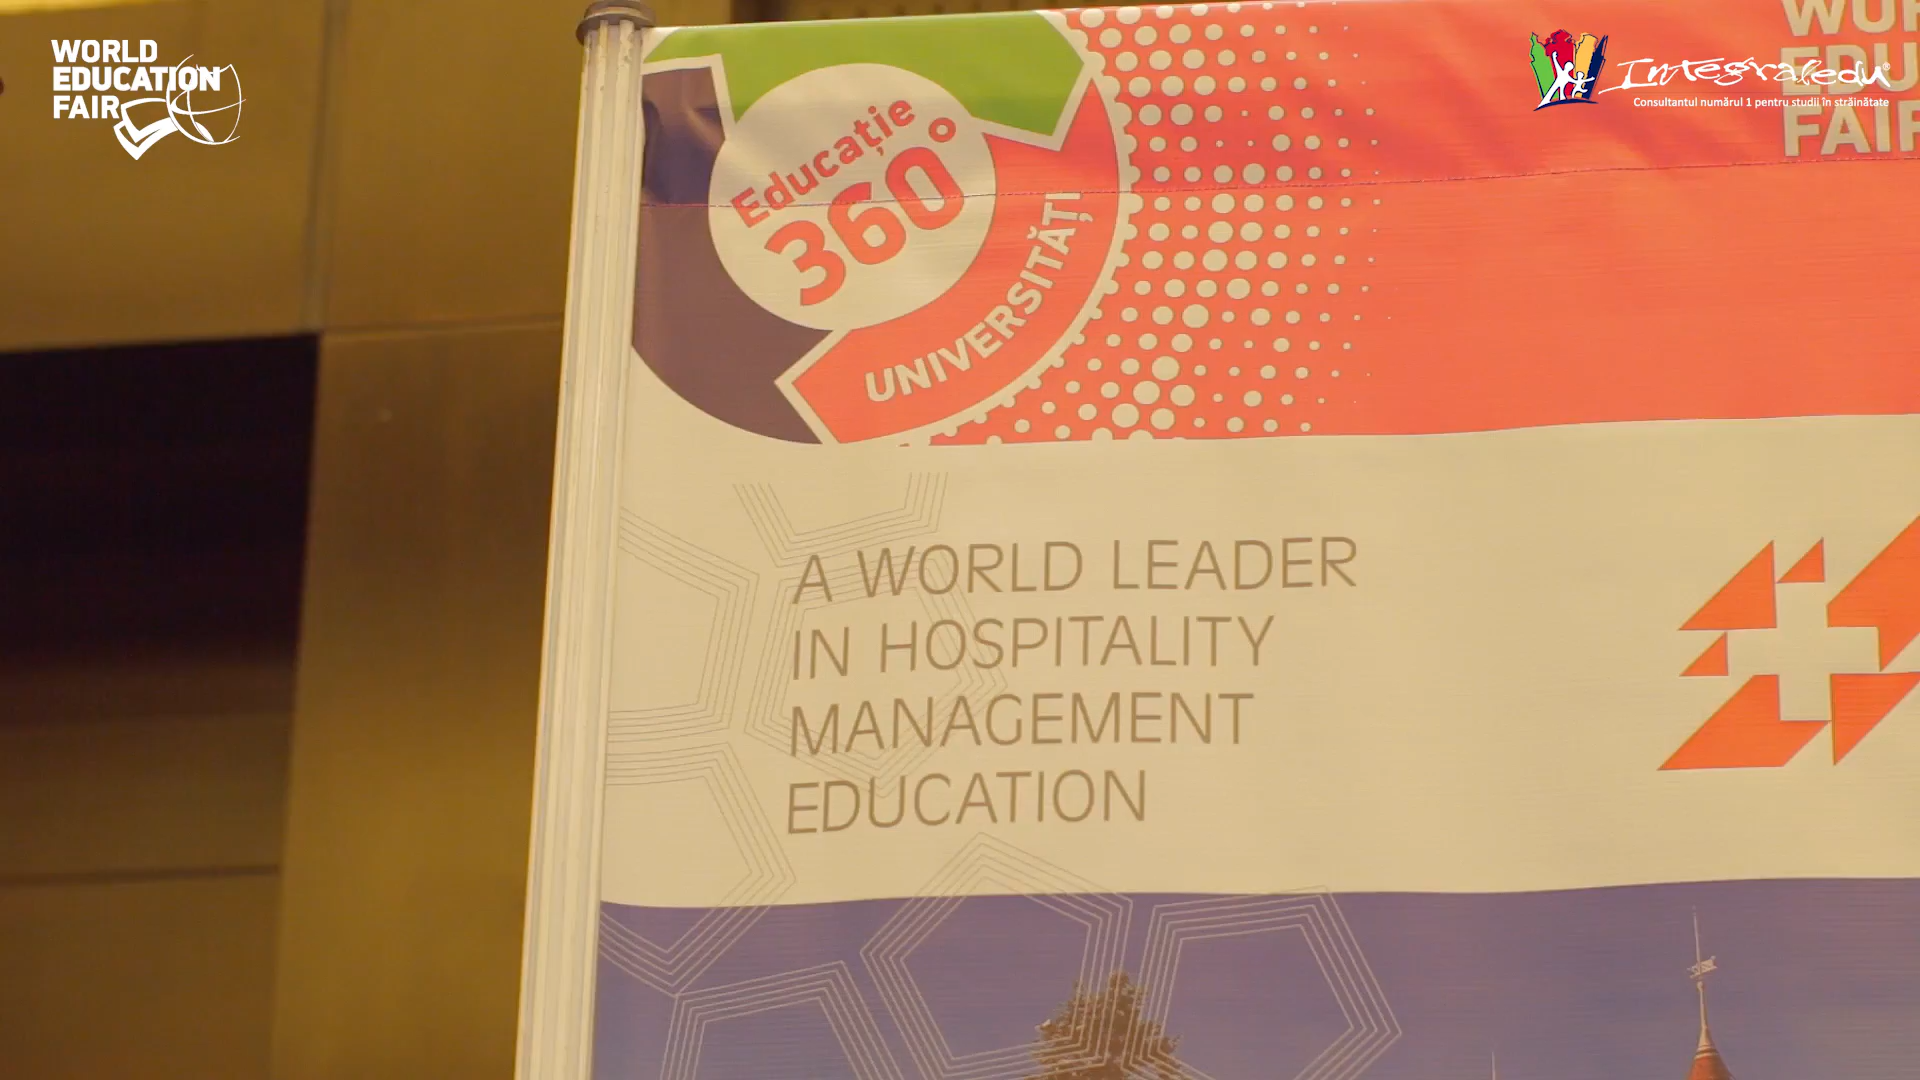 WORLD
EDUCATION
FAIR
Integraledu®
Consultantul numărul 1 pentru studii în străinătate
Educație
360°
UNIVERSITĂȚI
FAIR
A WORLD LEADER
IN HOSPITALITY
MANAGEMENT
EDUCATION